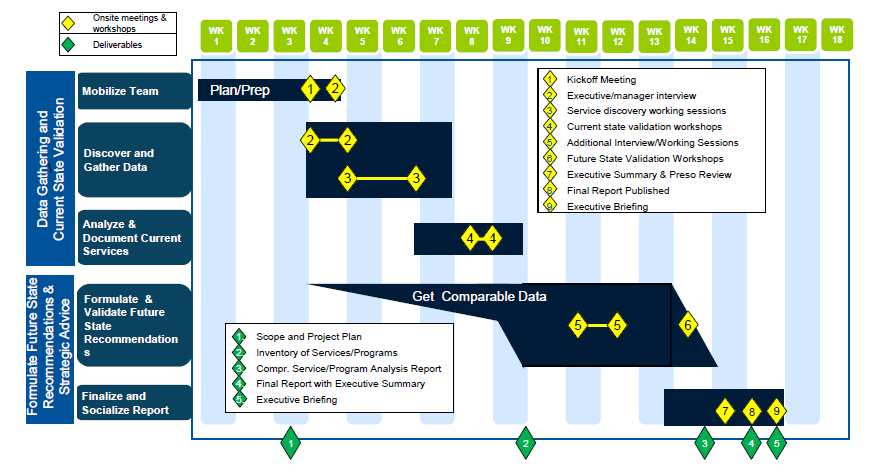 Onsite meetings &
workshops
Deliverables
WK
1
WK
2
WK
3
WK
4
WK
5
WK
6
WK
7
WK
8
WK
9
WK
10
WK
11
WK
12
WK
13
WK
14
WK
15
WK
16
WK
17
WK
18
Data Gathering and
Current State Validation
Mobilize Team
Plan/Prep
1
2
1 Kickoff Meeting
2 Executive/manager interview
3 Service discovery working sessions
4 Current state validation workshops
5 Additional Interview/Working Sessions
6 Future State Validation Workshops
7 Executive Summary & Preso Review
8 Final Report Published
9 Executive Briefing
Discover and
Gather Data
2
2
3
3
Analyze &
Document Current
Services
4
4
Formulate Future State
Recommendations &
Strategic Advice
Formulate &
Validate Future
State
Recommendation
s
Get Comparable Data
5
5
6
1 Scope and Project Plan
2 Inventory of Services/Programs
3 Compr. Service/Program Analysis Report
4 Final Report with Executive Summary
5 Executive Briefing
Finalize and
Socialize Report
7
8
9
1
2
3
4
5